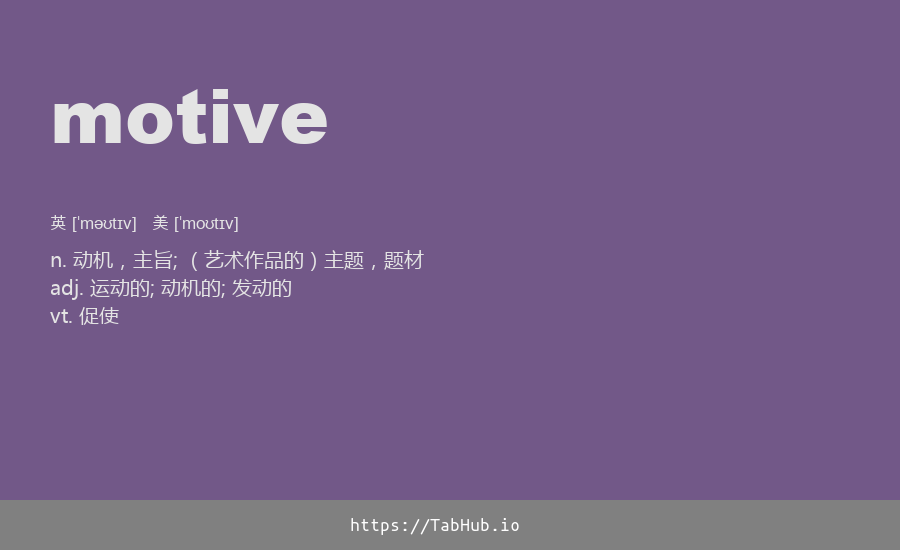 motive
英 [ˈməʊtɪv] 美 [ˈmoʊtɪv]
n. 动机，主旨; （艺术作品的）主题，题材
adj. 运动的; 动机的; 发动的
vt. 促使
https://TabHub.io